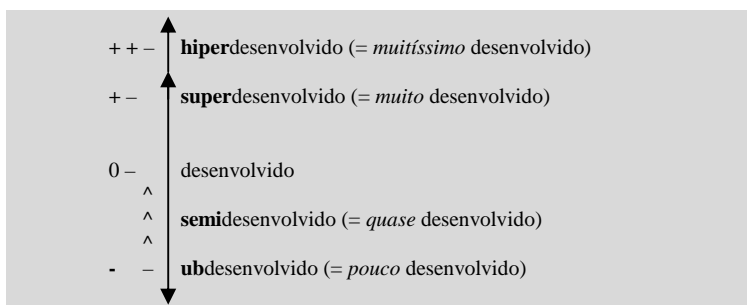 + + – hiperdesenvolvido (= muitíssimo desenvolvido)
+ – superdesenvolvido (= muito desenvolvido)
0 – desenvolvido
^
^ semidesenvolvido (= quase desenvolvido)
^
- – ubdesenvolvido (= pouco desenvolvido)